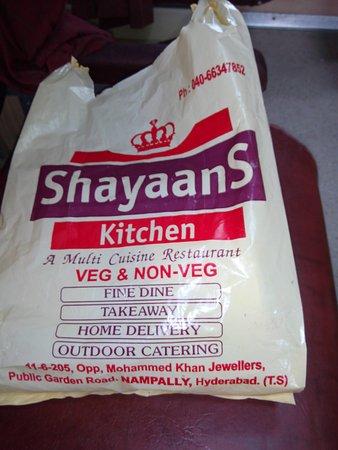 Ph : 040-66347852
ShayaanS
Kitchen
A Multi Cuisine Restaurant
VEG & NON-VEG
FINE DINE
TAKEAWAY
HOME DELIVERY
OUTDOOR CATERING
11-6-205, Opp, Mohammed Khan Jewellers,
Public Garden Road, NAMPALLY, Hyderabad. (T.S)